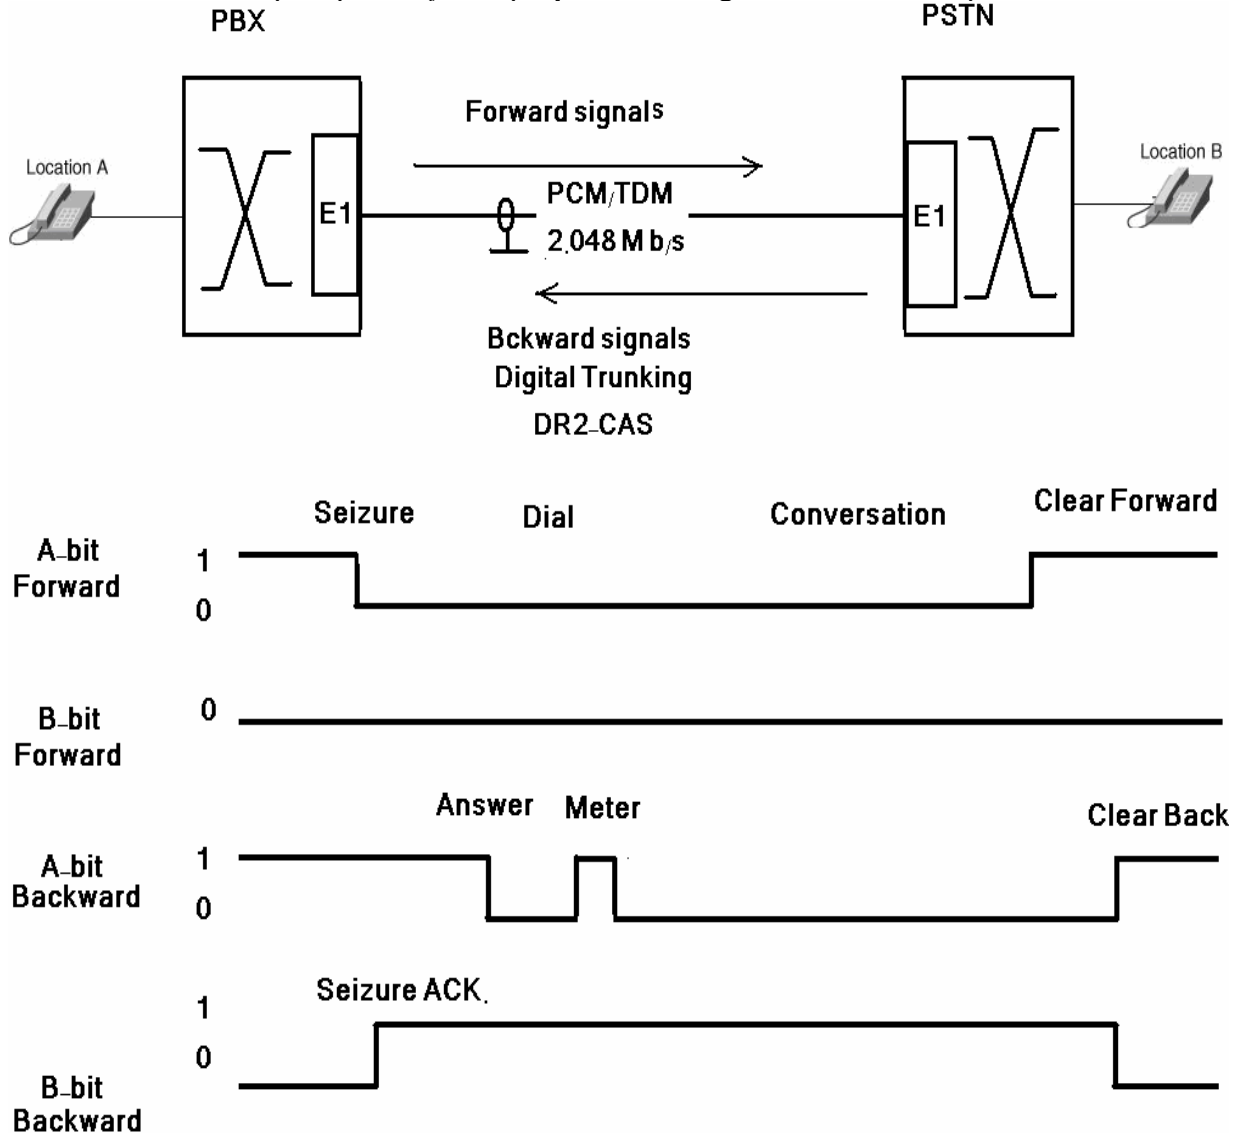 PBX
PSTN
Forward signals
Location A
Location B
E1
PCM/TDM
E1
2.048 M b/s
Bckward signals
Digital Trunking
DR2-CAS
Seizure
Dial
Conversation
Clear Forward
A-bit
Forward
1
0
B-bit
Forward
0
Answer
Meter
Clear Back
A-bit
Backward
1
0
Seizure ACK.
1
0
B-bit
Backward